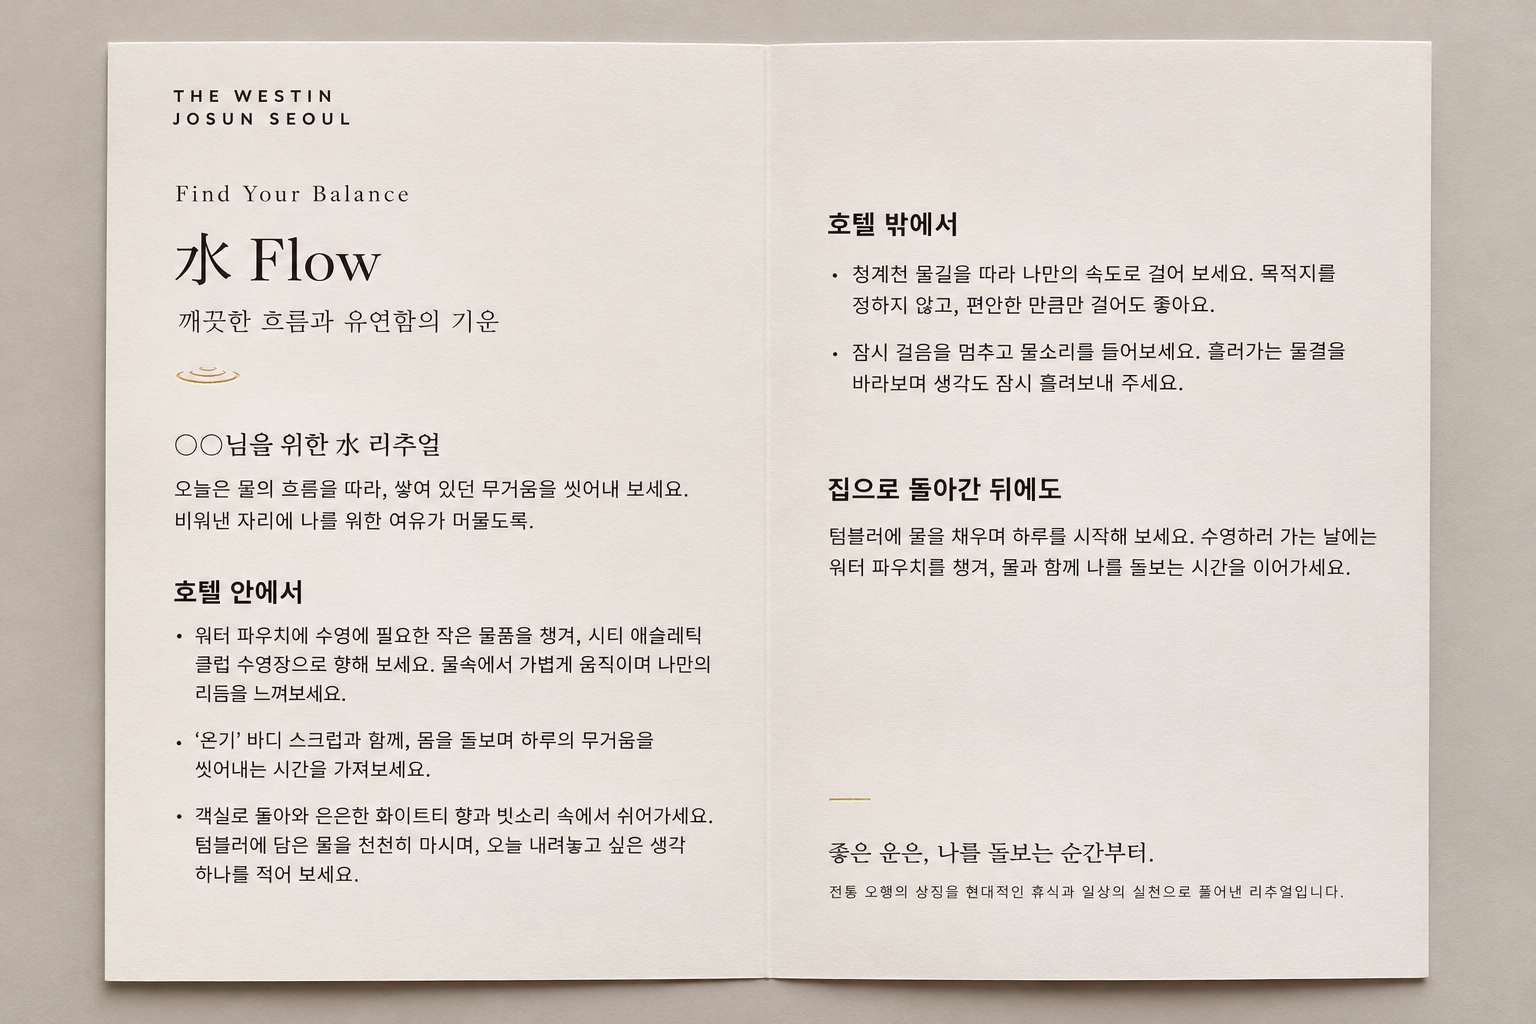 THE WESTIN
JOSUN SEOUL
Find Your Balance
水 Flow
깨끗한 흐름과 유연함의 기운
○○님을 위한 水 리추얼
오늘은 물의 흐름을 따라, 쌓여 있던 무거움을 씻어내 보세요.
비워낸 자리에 나를 위한 여유가 머물도록.
호텔 안에서
• 워터 파우치에 수영에 필요한 작은 물품을 챙겨, 시티 애슬레틱
클럽 수영장으로 향해 보세요. 물속에서 가볍게 움직이며 나만의
리듬을 느껴보세요.
• ‘온기’ 바디 스크럽과 함께, 몸을 돌보며 하루의 무거움을
씻어내는 시간을 가져보세요.
• 객실로 돌아와 은은한 화이트티 향과 빗소리 속에서 쉬어가세요.
텀블러에 담은 물을 천천히 마시며, 오늘 내려놓고 싶은 생각
하나를 적어 보세요.
호텔 밖에서
• 청계천 물길을 따라 나만의 속도로 걸어 보세요. 목적지를
정하지 않고, 편안한 만큼만 걸어도 좋아요.
• 잠시 걸음을 멈추고 물소리를 들어보세요. 흘러가는 물결을
바라보며 생각도 잠시 흘려보내 주세요.
집으로 돌아간 뒤에도
텀블러에 물을 채우며 하루를 시작해 보세요. 수영하러 가는 날에는
워터 파우치를 챙겨, 물과 함께 나를 돌보는 시간을 이어가세요.
좋은 운은, 나를 돌보는 순간부터.
전통 오행의 상징을 현대적인 휴식과 일상의 실천으로 풀어낸 리추얼입니다.